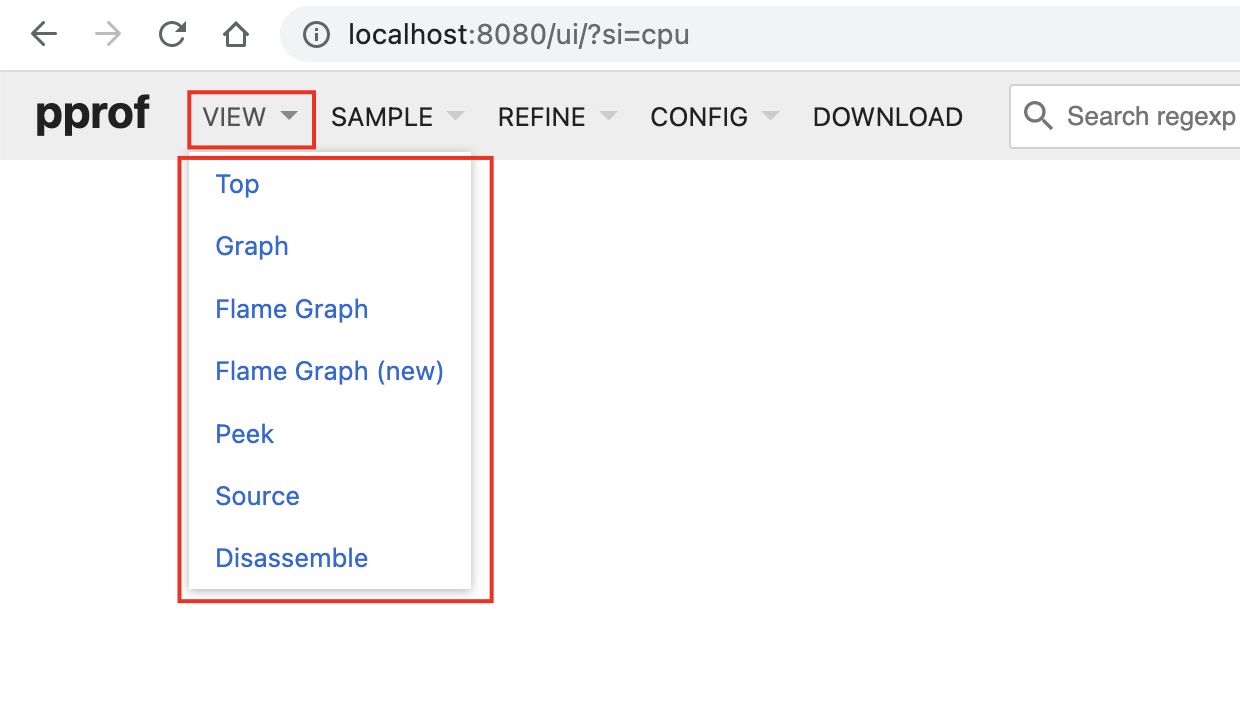 localhost:8080/ui/?si=cpu
pprof VIEW SAMPLE REFINE CONFIG DOWNLOAD Search regexp
Top
Graph
Flame Graph
Flame Graph (new)
Peek
Source
Disassemble